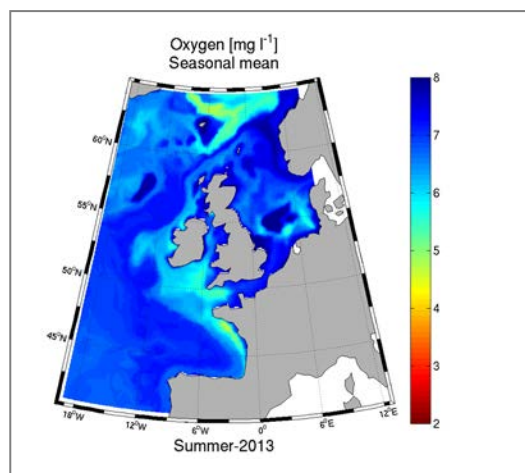 Oxygen [mg l⁻¹]
Seasonal mean
8
7
6
5
4
3
2
60°N
55°N
50°N
45°N
18°W
12°W
6°W
0°
6°E
12°E
Summer-2013